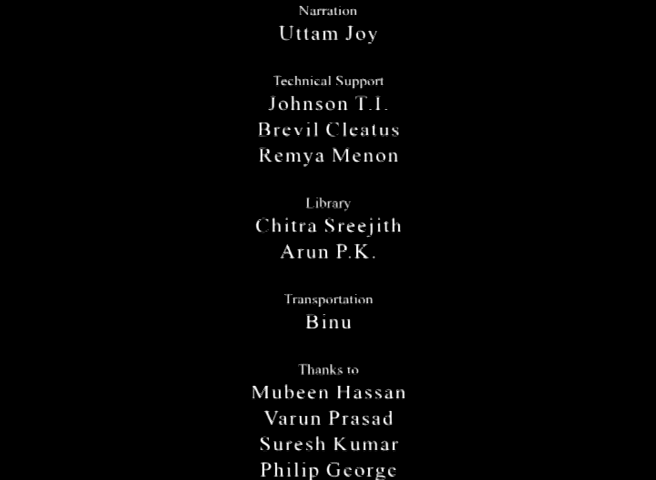 Narration
Uttam Joy
Technical Support
Johnson T.I.
Brevil Cleatus
Remya Menon
Library
Chitra Sreejith
Arun P.K.
Transportation
Binu
Thanks to
Mubeen Hassan
Varun Prasad
Suresh Kumar
Philip George